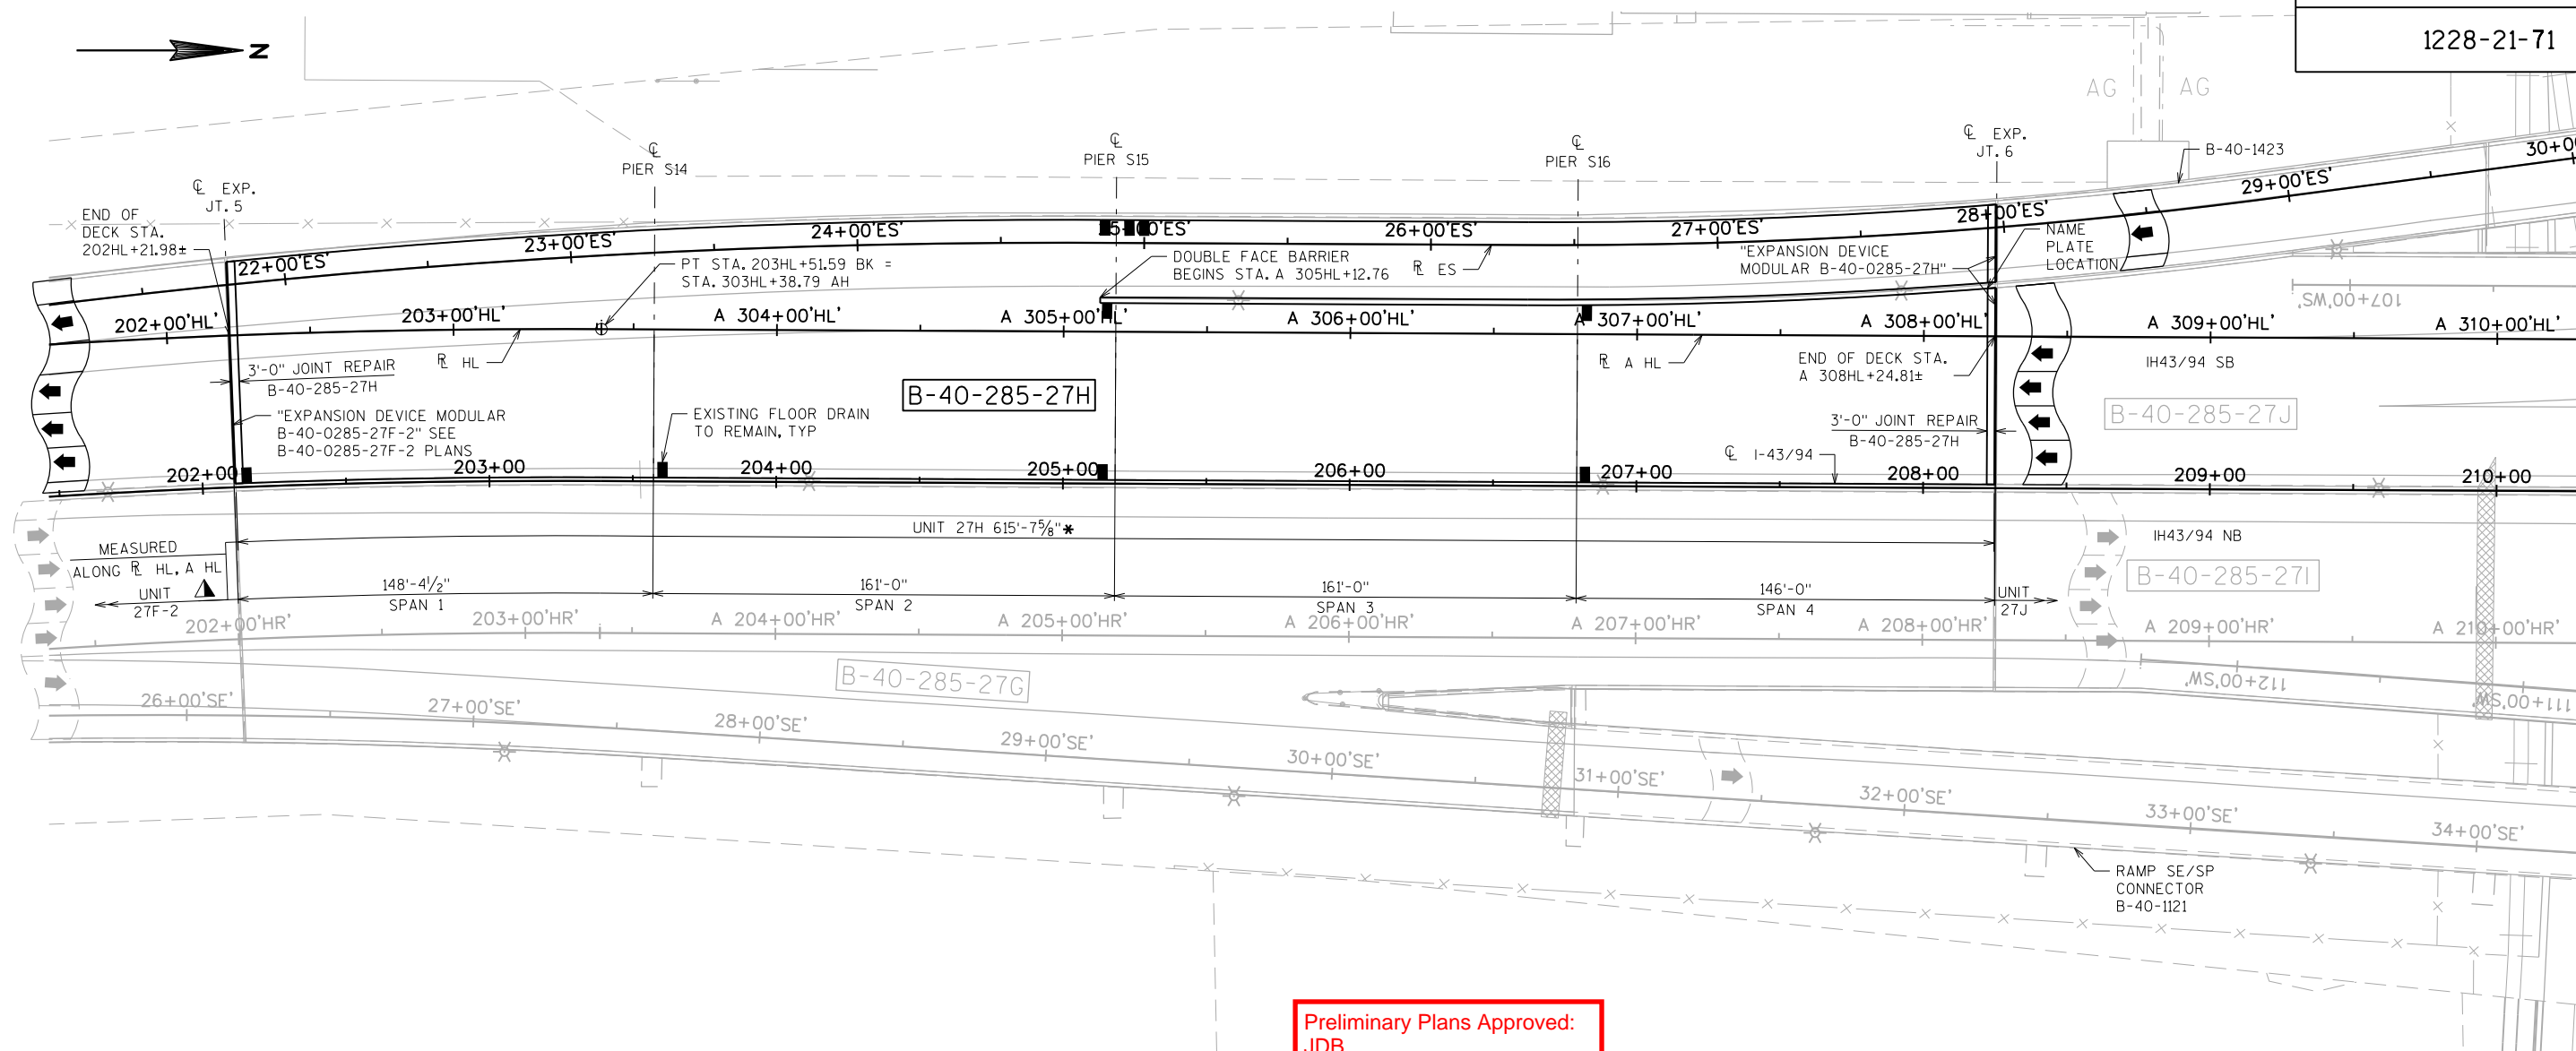 1228-21-71
N
AG
AG
℄ EXP.
JT. 5
℄
PIER S14
℄
PIER S15
℄
PIER S16
℄ EXP.
JT. 6
B-40-1423
30+0
29+00'ES'
END OF
DECK STA.
202HL+21.98±
22+00'ES'
23+00'ES'
24+00'ES'
25+00'ES'
26+00'ES'
27+00'ES'
28+00'ES'
NAME
PLATE
LOCATION
PT STA. 203HL+51.59 BK =
STA. 303HL+38.79 AH
DOUBLE FACE BARRIER
BEGINS STA. A 305HL+12.76
ES
"EXPANSION DEVICE
MODULAR B-40-0285-27H"
107+00'WS'
202+00'HL'
203+00'HL'
A 304+00'HL'
A 305+00'HL'
A 306+00'HL'
A 307+00'HL'
A 308+00'HL'
A 309+00'HL'
A 310+00'HL'
3'-0" JOINT REPAIR
B-40-285-27H
HL
A HL
END OF DECK STA.
A 308HL+24.81±
IH43/94 SB
B-40-285-27H
B-40-285-27J
"EXPANSION DEVICE MODULAR
B-40-0285-27F-2" SEE
B-40-0285-27F-2 PLANS
EXISTING FLOOR DRAIN
TO REMAIN, TYP
3'-0" JOINT REPAIR
B-40-285-27H
℄ I-43/94
202+00
203+00
204+00
205+00
206+00
207+00
208+00
209+00
210+00
UNIT 27H 615'-7⅝"*
IH43/94 NB
MEASURED
ALONG HL, A HL
UNIT
27F-2
148'-4½"
SPAN 1
161'-0"
SPAN 2
161'-0"
SPAN 3
146'-0"
SPAN 4
UNIT
27J
B-40-285-27I
202+00'HR'
203+00'HR'
A 204+00'HR'
A 205+00'HR'
A 206+00'HR'
A 207+00'HR'
A 208+00'HR'
A 209+00'HR'
A 210+00'HR'
B-40-285-27G
112+00'SW'
111+00'SW'
26+00'SE'
27+00'SE'
28+00'SE'
29+00'SE'
30+00'SE'
31+00'SE'
32+00'SE'
33+00'SE'
34+00'SE'
RAMP SE/SP
CONNECTOR
B-40-1121
Preliminary Plans Approved:
JDB